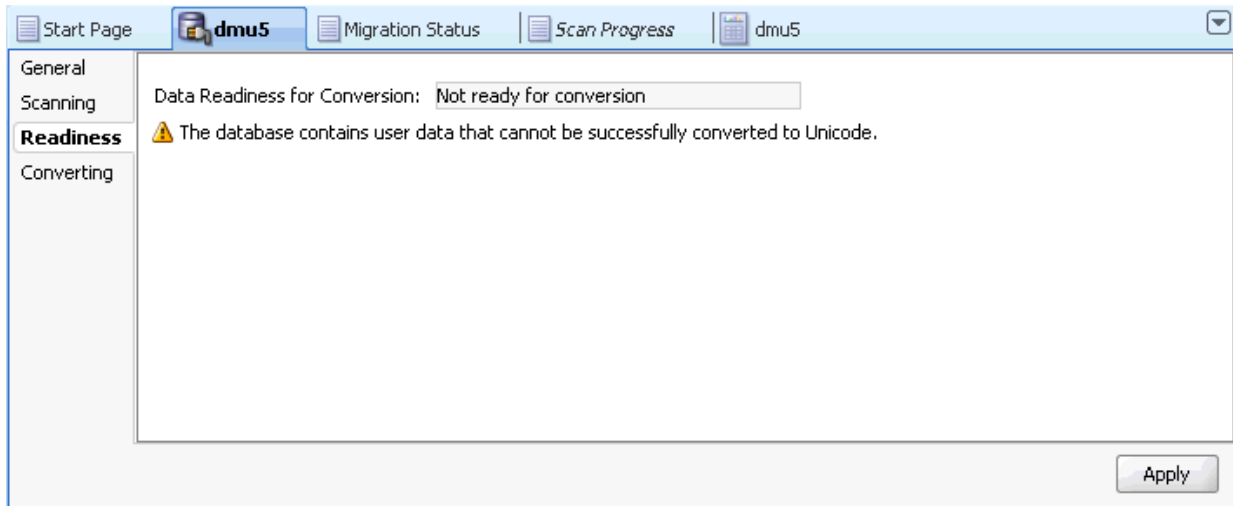 Start Page dmu5 Migration Status Scan Progress dmu5
General
Scanning
Readiness
Converting
Data Readiness for Conversion: Not ready for conversion
The database contains user data that cannot be successfully converted to Unicode.
Apply